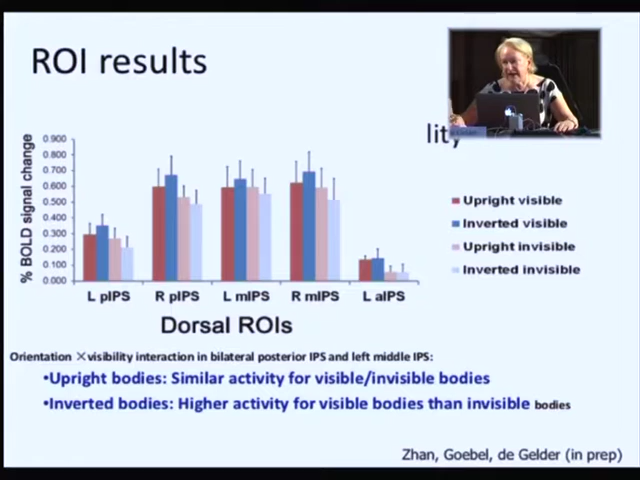 ROI results
lity
% BOLD signal change
0.900
0.800
0.700
0.600
0.500
0.400
0.300
0.200
0.100
0.000
L pIPS
R pIPS
L mIPS
R mIPS
L aIPS
Upright visible
Inverted visible
Upright invisible
Inverted invisible
Dorsal ROIs
Orientation ×visibility interaction in bilateral posterior IPS and left middle IPS:
•Upright bodies: Similar activity for visible/invisible bodies
•Inverted bodies: Higher activity for visible bodies than invisible bodies
Zhan, Goebel, de Gelder (in prep)